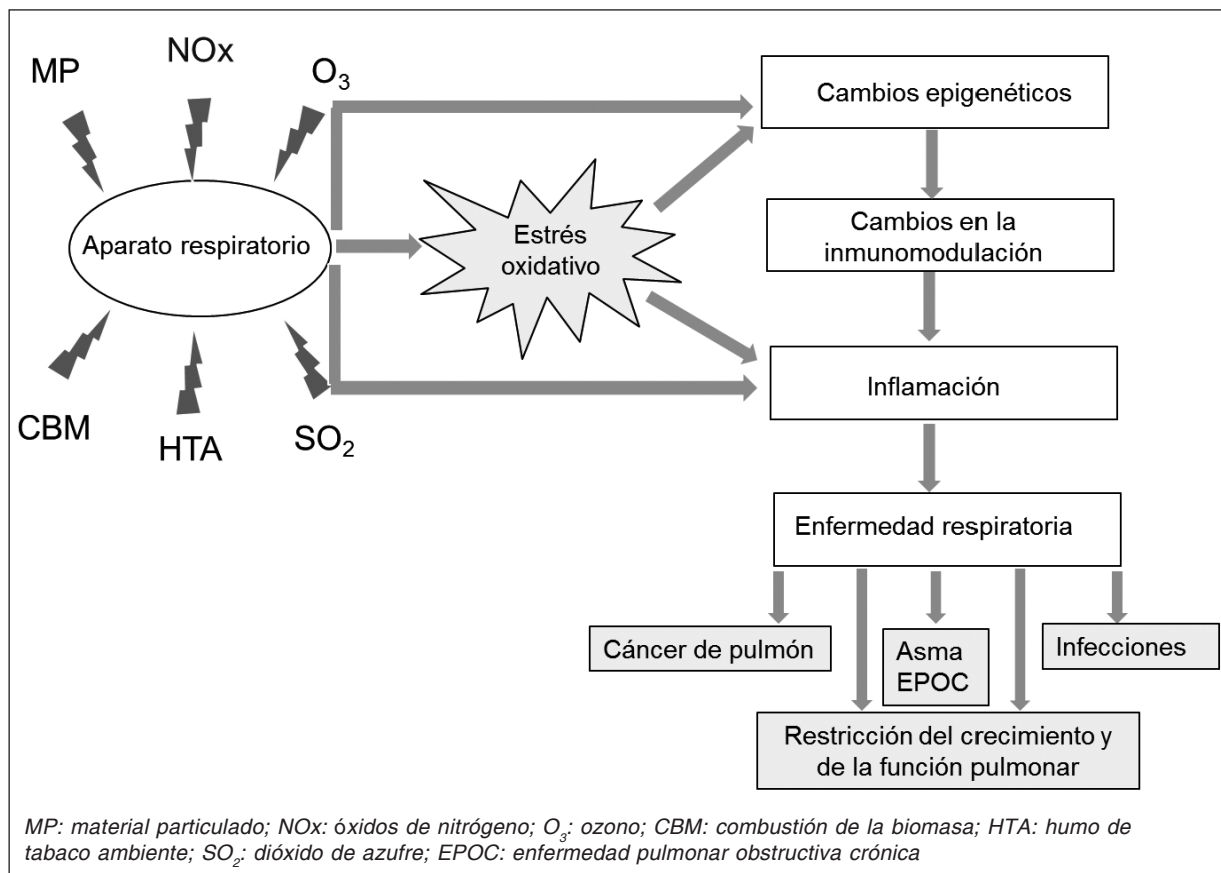 MP
NOx
O₃
Aparato respiratorio
CBM
HTA
SO₂
Estrés
oxidativo
Cambios epigenéticos
Cambios en la
inmunomodulación
Inflamación
Enfermedad respiratoria
Cáncer de pulmón
Asma
EPOC
Infecciones
Restricción del crecimiento y
de la función pulmonar
MP: material particulado; NOx: óxidos de nitrógeno; O₃: ozono; CBM: combustión de la biomasa; HTA: humo de
tabaco ambiente; SO₂: dióxido de azufre; EPOC: enfermedad pulmonar obstructiva crónica